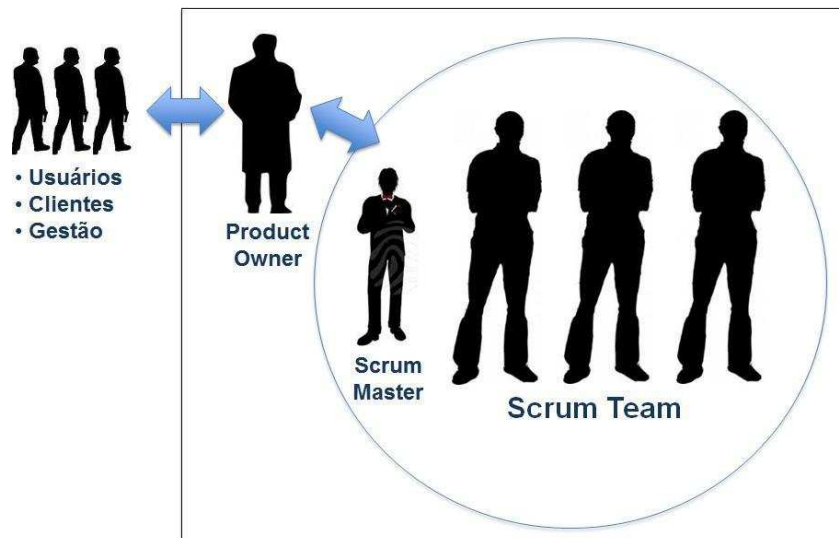 • Usuários
• Clientes
• Gestão
Product
Owner
Scrum
Master
Scrum Team